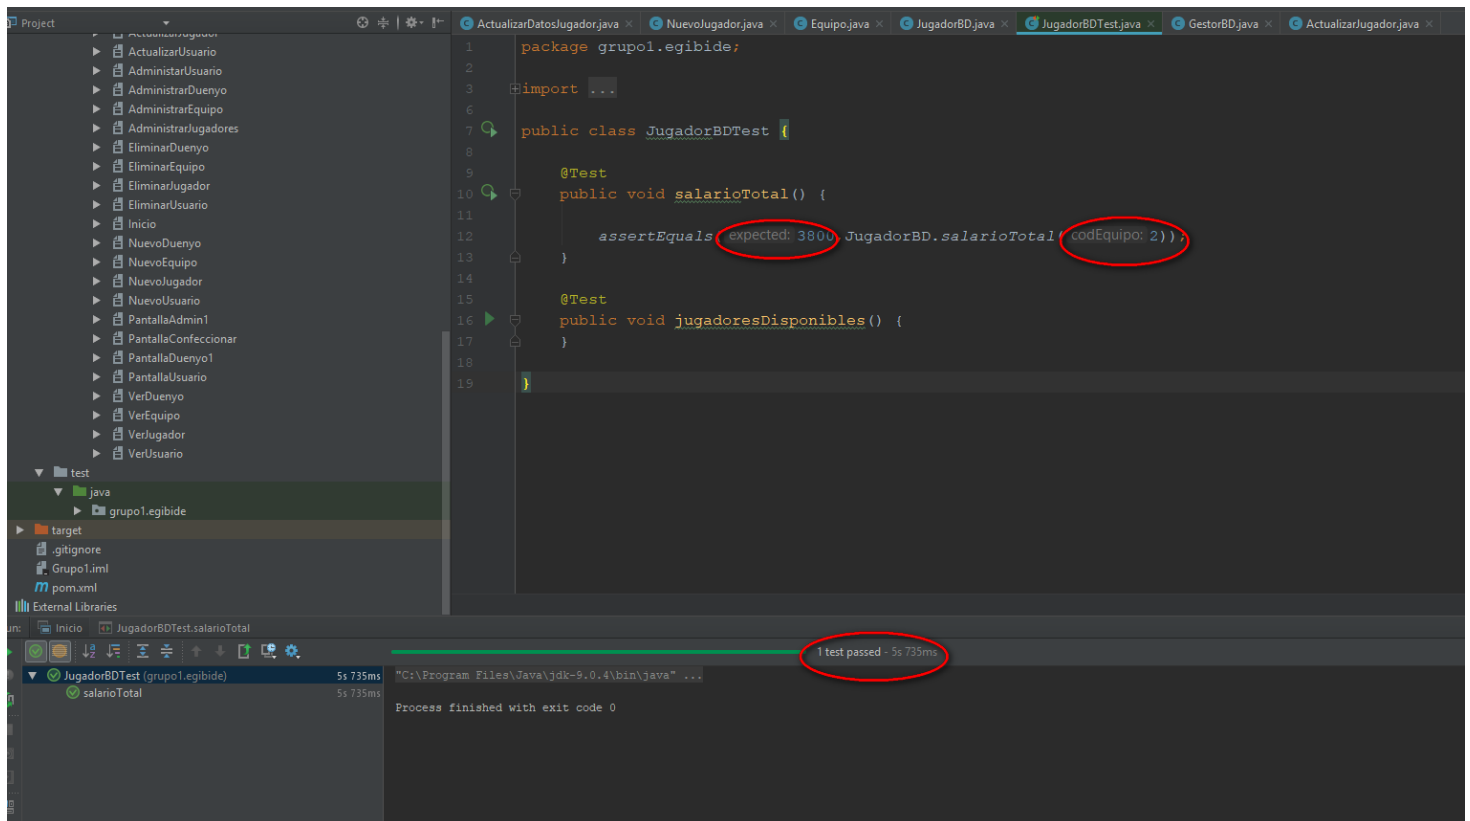 Project
ActualizarDatosJugador.java × NuevoJugador.java × Equipo.java × JugadorBD.java × JugadorBDTest.java × GestorBD.java × ActualizarJugador.java ×
ActualizarJugador
ActualizarUsuario
AdministarUsuario
AdministrarDuenyo
AdministrarEquipo
AdministrarJugadores
EliminarDuenyo
EliminarEquipo
EliminarJugador
EliminarUsuario
Inicio
NuevoDuenyo
NuevoEquipo
NuevoJugador
NuevoUsuario
PantallaAdmin1
PantallaConfeccionar
PantallaDuenyo1
PantallaUsuario
VerDuenyo
VerEquipo
VerJugador
VerUsuario
test
java
grupo1.egibide
target
.gitignore
Grupo1.iml
m pom.xml
External Libraries
1 package grupo1.egibide;
2
3 import ...
6
7 public class JugadorBDTest {
8
9 @Test
10 public void salarioTotal() {
11
12 assertEquals( expected: 3800,JugadorBD.salarioTotal( codEquipo: 2));
13 }
14
15 @Test
16 public void jugadoresDisponibles() {
17 }
18
19 }
un: Inicio JugadorBDTest.salarioTotal
1 test passed - 5s 735ms
JugadorBDTest (grupo1.egibide) 5s 735ms
salarioTotal 5s 735ms
"C:\Program Files\Java\jdk-9.0.4\bin\java" ...
Process finished with exit code 0